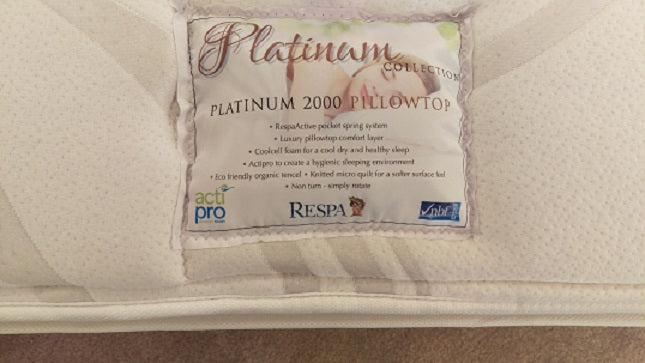 Platinum
COLLECTION
PLATINUM 2000 PILLOWTOP
• RespaActive pocket spring system
• Luxury pillowtop comfort layer
• Coolcell foam for a cool dry and healthy sleep
• Actipro to create a hygienic sleeping environment
• Eco friendly organic tencel • Knitted micro quilt for a softer surface feel
• Non turn - simply rotate
acti
pro
RESPA
nbf